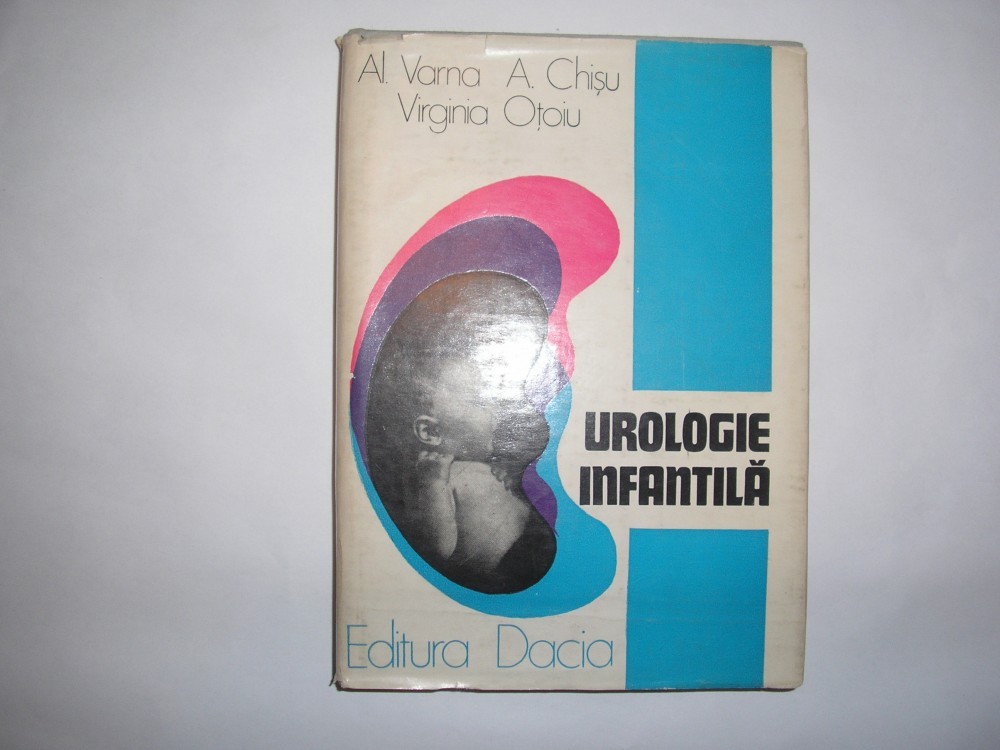 Al. Varna A. Chișu
Virginia Oțoiu
UROLOGIE
INFANTILĂ
Editura Dacia